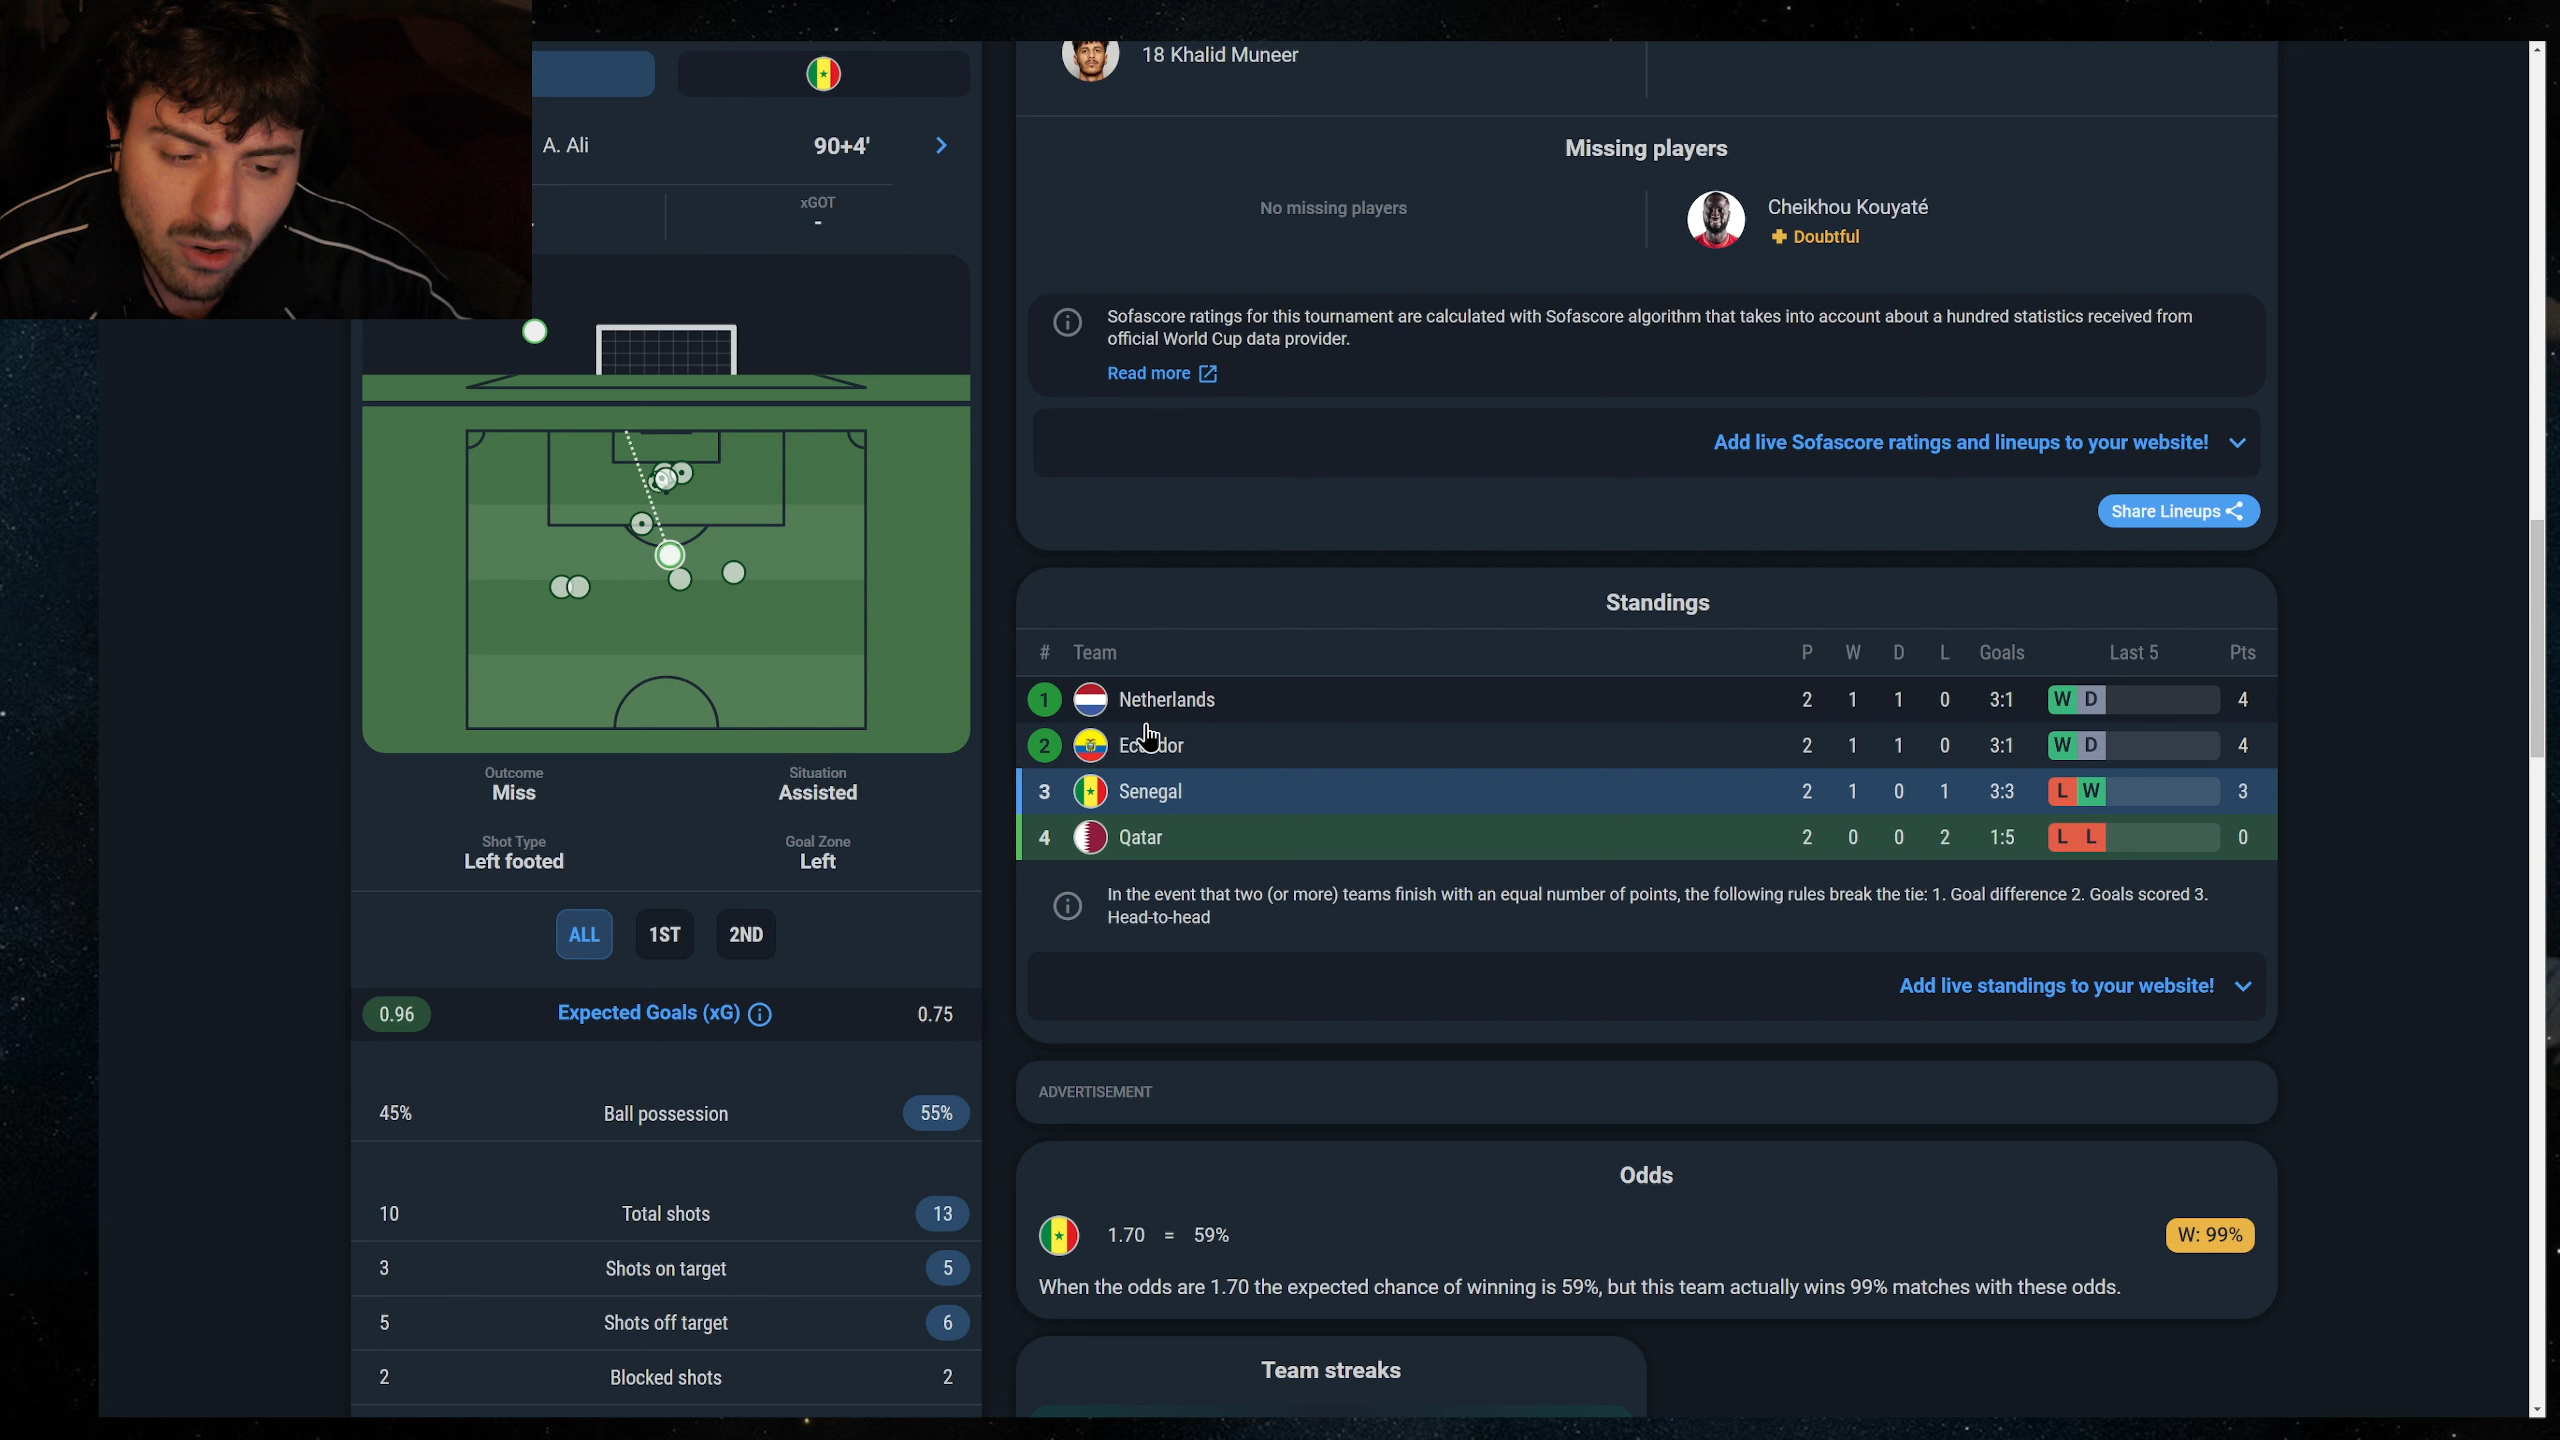 A. Ali 90+4'
xGOT
-
Outcome Situation
Miss Assisted
Shot Type Goal Zone
Left footed Left
ALL 1ST 2ND
0.96 Expected Goals (xG) 0.75
45% Ball possession 55%
10 Total shots 13
3 Shots on target 5
5 Shots off target 6
2 Blocked shots 2
18 Khalid Muneer
Missing players
No missing players
Cheikhou Kouyaté
Doubtful
Sofascore ratings for this tournament are calculated with Sofascore algorithm that takes into account about a hundred statistics received from
official World Cup data provider.
Read more
Add live Sofascore ratings and lineups to your website!
Share Lineups
Standings
# Team P W D L Goals Last 5 Pts
1 Netherlands 2 1 1 0 3:1 W D 4
2 2 1 1 0 3:1 W D 4
3 Senegal 2 1 0 1 3:3 L W 3
4 Qatar 2 0 0 2 1:5 L L 0
In the event that two (or more) teams finish with an equal number of points, the following rules break the tie: 1. Goal difference 2. Goals scored 3.
Head-to-head
Add live standings to your website!
ADVERTISEMENT
Odds
1.70 = 59% W: 99%
When the odds are 1.70 the expected chance of winning is 59%, but this team actually wins 99% matches with these odds.
Team streaks